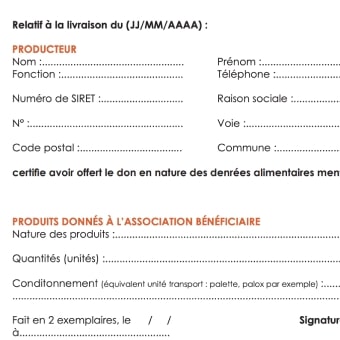 Relatif à la livraison du (JJ/MM/AAAA) :
PRODUCTEUR
Nom :........................................ Prénom :............................
Fonction :................................... Téléphone :........................
Numéro de SIRET :........................ Raison sociale :.................
N° :........................................... Voie :...............................
Code postal :.............................. Commune :.......................
certifie avoir offert le don en nature des denrées alimentaires men
PRODUITS DONNÉS À L'ASSOCIATION BÉNÉFICIAIRE
Nature des produits :................................................................
Quantités (unités) :..................................................................
Conditonnement (équivalent unité transport : palette, palox par exemple) :......
..........................................................................................
Fait en 2 exemplaires, le / / Signatur
à..........................................